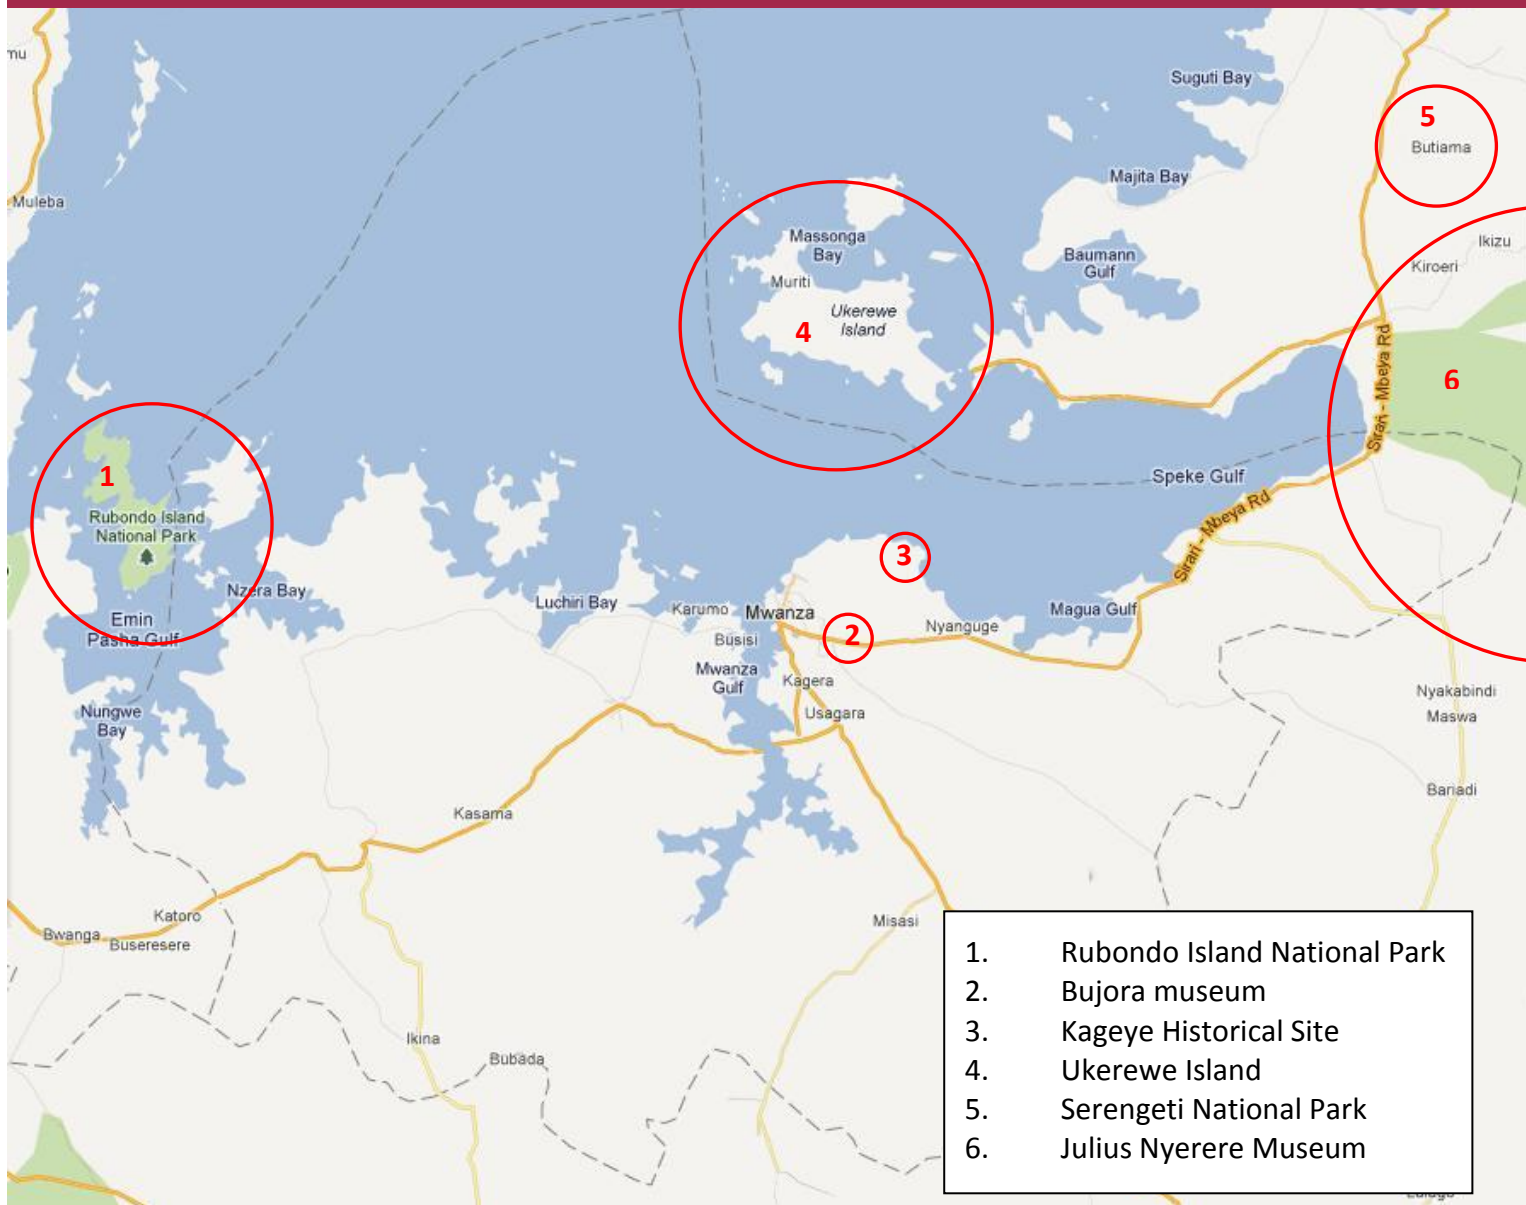 mu
Suguti Bay
5
Butiama
Majita Bay
Muleba
Massonga
Bay
Ikizu
Baumann
Gulf
Kiroeri
Muriti
Ukerewe
Island
4
Sirari - Mbeya Rd
6
1
Speke Gulf
Rubondo Island
National Park
Sirari - Mbeya Rd
3
Nzera Bay
Luchiri Bay
Karumo
Mwanza
Magua Gulf
Emin
Pasha Gulf
Busisi
2
Nyanguge
Mwanza
Gulf
Kagera
Nyakabindi
Nungwe
Bay
Usagara
Maswa
Bariadi
Kasama
Katoro
Misasi
Bwanga
Buseresere
Ikina
Bubada
1. Rubondo Island National Park
2. Bujora museum
3. Kageye Historical Site
4. Ukerewe Island
5. Serengeti National Park
6. Julius Nyerere Museum